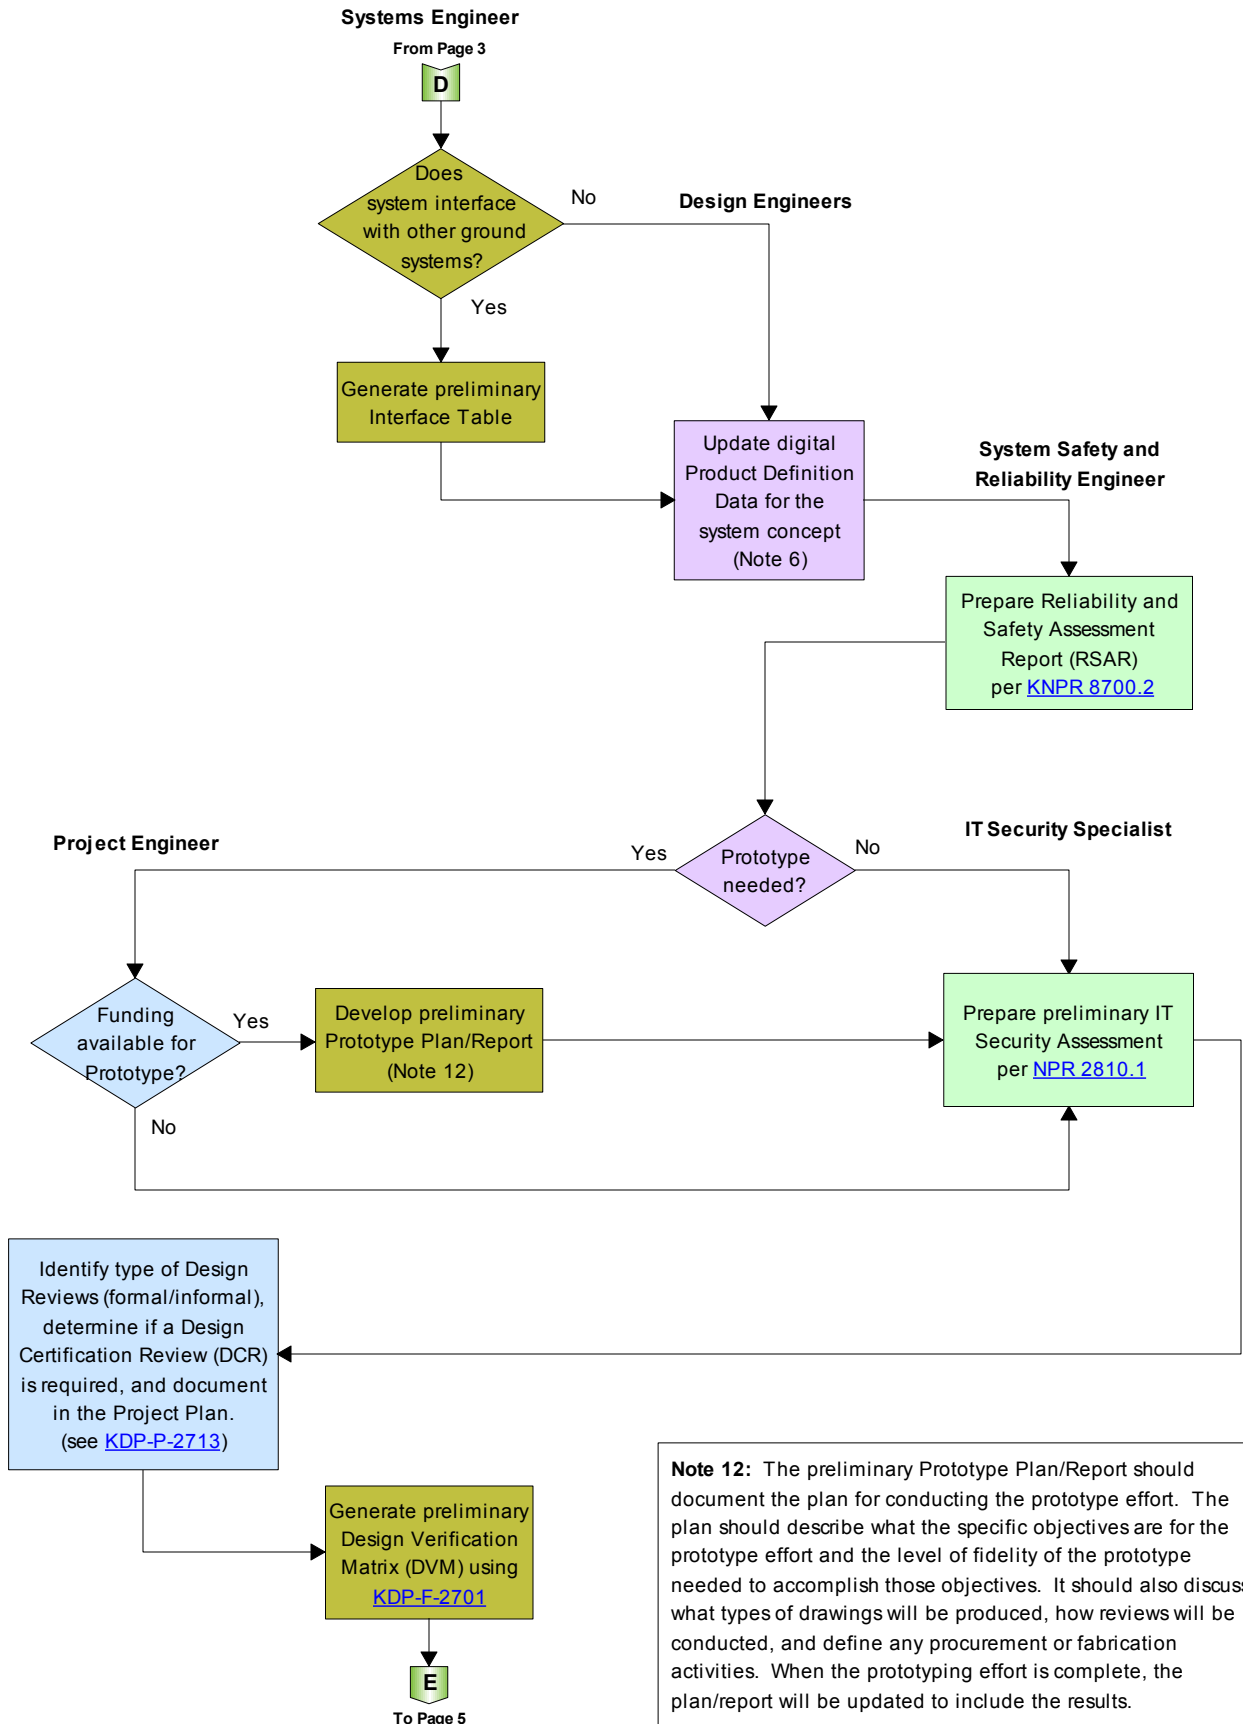 Systems Engineer
From Page 3
D
Does
system interface
with other ground
systems?
No
Design Engineers
Yes
Generate preliminary
Interface Table
Update digital
Product Definition
Data for the
system concept
(Note 6)
System Safety and
Reliability Engineer
Prepare Reliability and
Safety Assessment
Report (RSAR)
per KNPR 8700.2
Project Engineer
Yes
Prototype
needed?
No
IT Security Specialist
Funding
available for
Prototype?
Yes
No
Develop preliminary
Prototype Plan/Report
(Note 12)
Prepare preliminary IT
Security Assessment
per NPR 2810.1
Identify type of Design
Reviews (formal/informal),
determine if a Design
Certification Review (DCR)
is required, and document
in the Project Plan.
(see KDP-P-2713)
Generate preliminary
Design Verification
Matrix (DVM) using
KDP-F-2701
E
To Page 5
Note 12: The preliminary Prototype Plan/Report should
document the plan for conducting the prototype effort. The
plan should describe what the specific objectives are for the
prototype effort and the level of fidelity of the prototype
needed to accomplish those objectives. It should also discuss
what types of drawings will be produced, how reviews will be
conducted, and define any procurement or fabrication
activities. When the prototyping effort is complete, the
plan/report will be updated to include the results.